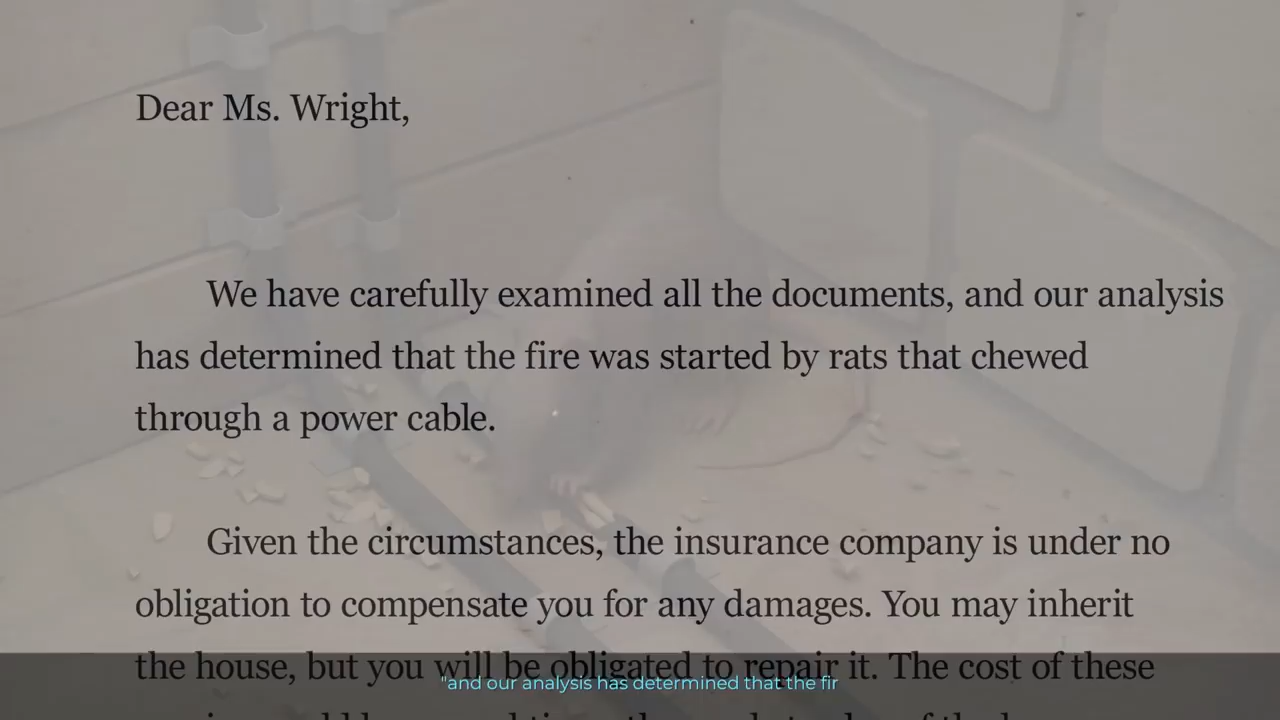 Dear Ms. Wright,
We have carefully examined all the documents, and our analysis
has determined that the fire was started by rats that chewed
through a power cable.
Given the circumstances, the insurance company is under no
obligation to compensate you for any damages. You may inherit
the house, but you will be obligated to repair it. The cost of these
"and our analysis has determined that the fir